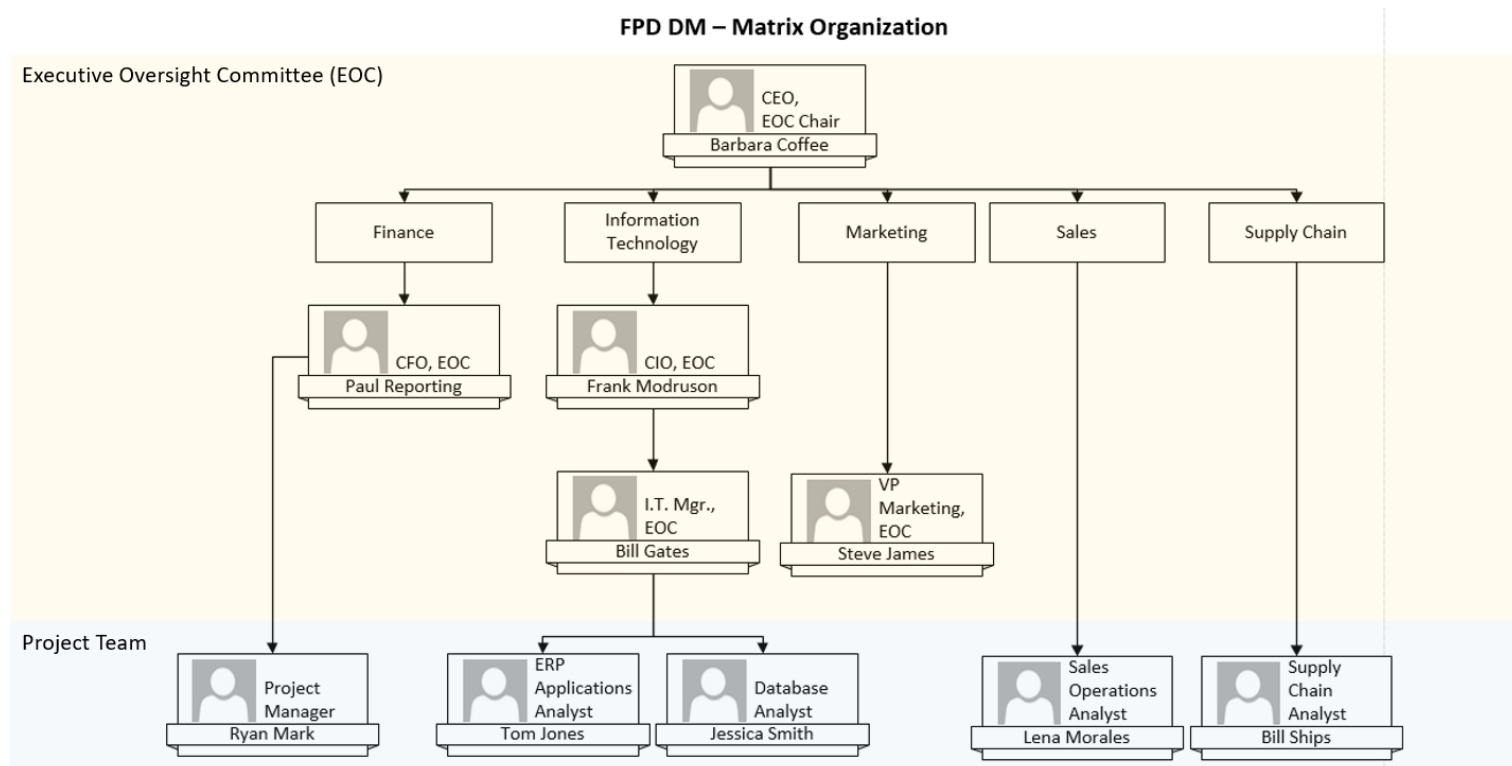 FPD DM – Matrix Organization
Executive Oversight Committee (EOC)
CEO,
EOC Chair
Barbara Coffee
Finance
Information
Technology
Marketing
Sales
Supply Chain
CFO, EOC
Paul Reporting
CIO, EOC
Frank Modruson
I.T. Mgr.,
EOC
Bill Gates
VP
Marketing,
EOC
Steve James
Project Team
Project
Manager
Ryan Mark
ERP
Applications
Analyst
Tom Jones
Database
Analyst
Jessica Smith
Sales
Operations
Analyst
Lena Morales
Supply
Chain
Analyst
Bill Ships